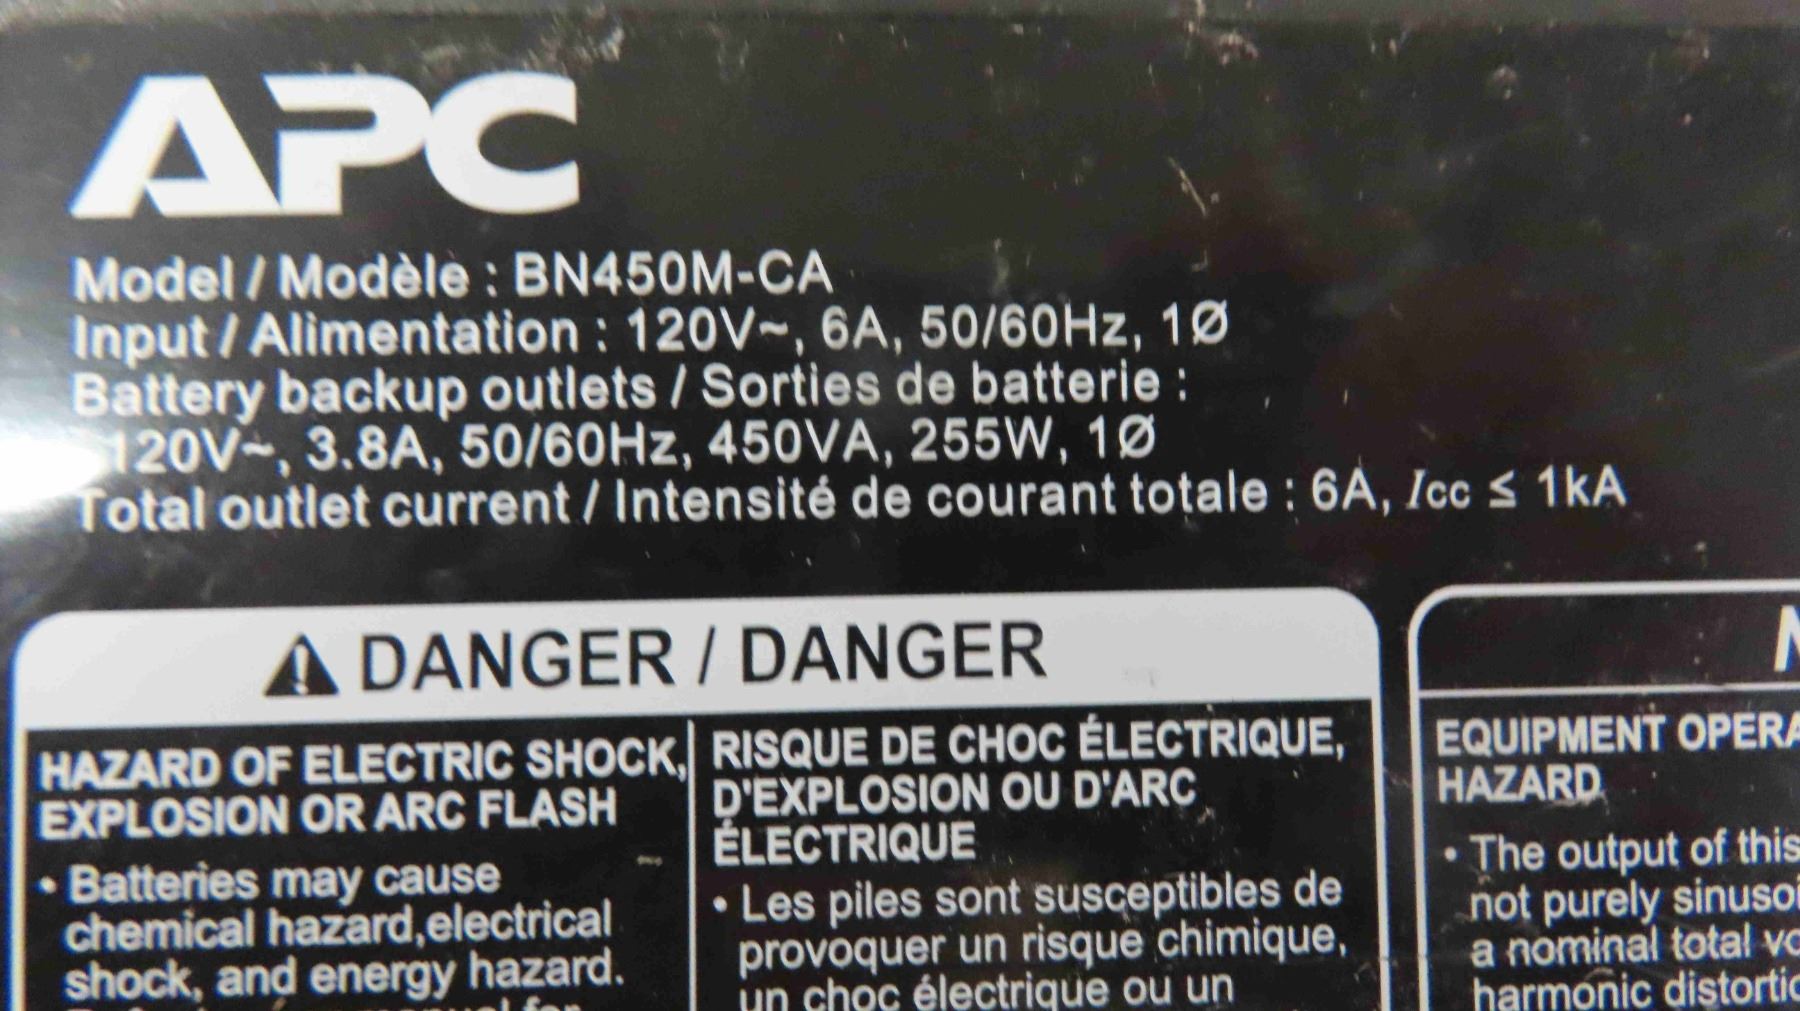 APC
Model / Modèle : BN450M-CA
Input / Alimentation : 120V~, 6A, 50/60Hz, 1Ø
Battery backup outlets / Sorties de batterie :
120V~, 3.8A, 50/60Hz, 450VA, 255W, 1Ø
Total outlet current / Intensité de courant totale : 6A, Icc ≤ 1kA
DANGER / DANGER
HAZARD OF ELECTRIC SHOCK,
EXPLOSION OR ARC FLASH
• Batteries may cause
chemical hazard,electrical
shock, and energy hazard.
RISQUE DE CHOC ÉLECTRIQUE,
D'EXPLOSION OU D'ARC
ÉLECTRIQUE
• Les piles sont susceptibles de
provoquer un risque chimique,
un choc électrique ou un
EQUIPMENT OPERA
HAZARD
• The output of this
not purely sinusoi
a nominal total vo
harmonic distortio